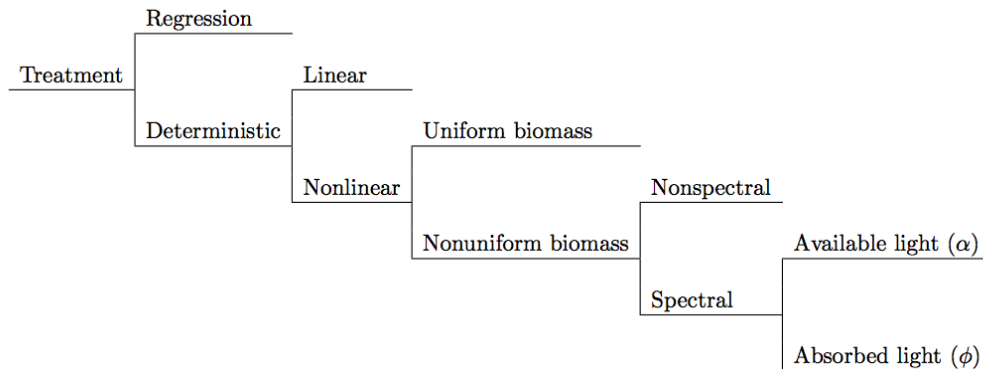 Regression
Treatment
Linear
Deterministic
Uniform biomass
Nonlinear
Nonspectral
Nonuniform biomass
Available light (α)
Spectral
Absorbed light (ϕ)